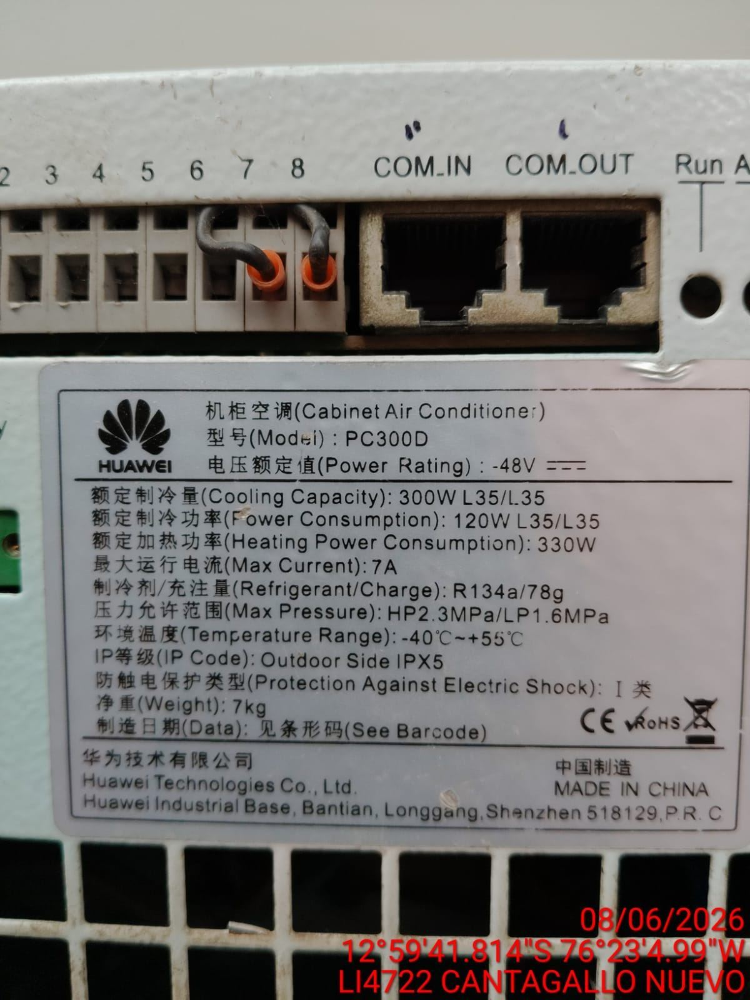 2 3 4 5 6 7 8 COM_IN COM_OUT Run A
y
HUAWEI
机柜空调(Cabinet Air Conditioner)
型号(Model) : PC300D
电压额定值(Power Rating) : -48V
额定制冷量(Cooling Capacity): 300W L35/L35
额定制冷功率(Power Consumption): 120W L35/L35
额定加热功率(Heating Power Consumption): 330W
最大运行电流(Max Current): 7A
制冷剂/充注量(Refrigerant/Charge): R134a/78g
压力允许范围(Max Pressure): HP2.3MPa/LP1.6MPa
环境温度(Temperature Range): -40℃~+55℃
IP等级(IP Code): Outdoor Side IPX5
防触电保护类型(Protection Against Electric Shock): I 类
净重(Weight): 7kg
制造日期(Data): 见条形码(See Barcode)
CE RoHS
华为技术有限公司
Huawei Technologies Co., Ltd.
Huawei Industrial Base, Bantian, Longgang,Shenzhen 518129,P.R. C
中国制造
MADE IN CHINA
08/06/2026
12°59'41.814"S 76°23'4.99"W
LI4722 CANTAGALLO NUEVO